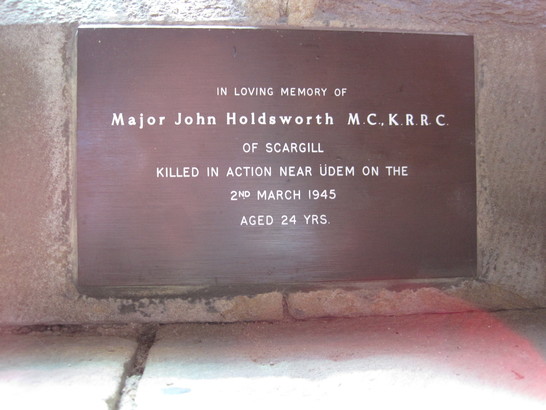 IN LOVING MEMORY OF
Major John Holdsworth M.C., K.R.R.C.
OF SCARGILL
KILLED IN ACTION NEAR ÜDEM ON THE
2ND MARCH 1945
AGED 24 YRS.